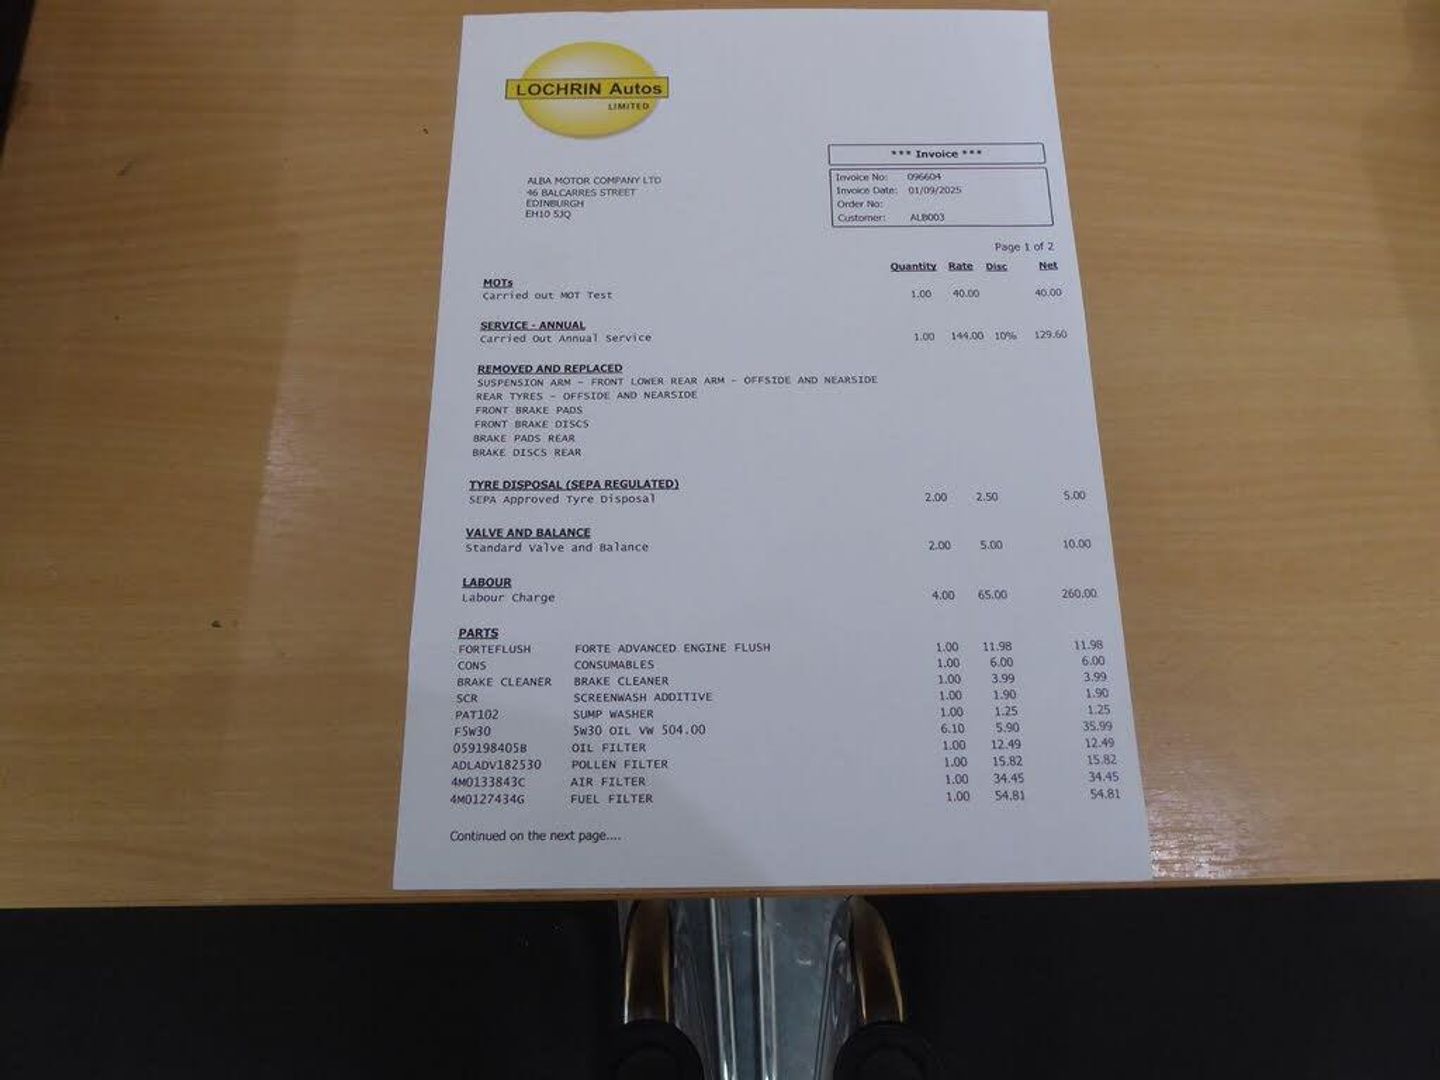 LOCHRIN Autos
LIMITED
*** Invoice ***
ALBA MOTOR COMPANY LTD
46 BALCARRES STREET
EDINBURGH
EH10 5JQ
Invoice No: 096604
Invoice Date: 01/09/2025
Order No:
Customer: ALB003
Page 1 of 2
Quantity Rate Disc Net
MOTs
Carried out MOT Test 1.00 40.00 40.00
SERVICE - ANNUAL
Carried Out Annual Service 1.00 144.00 10% 129.60
REMOVED AND REPLACED
SUSPENSION ARM - FRONT LOWER REAR ARM - OFFSIDE AND NEARSIDE
REAR TYRES - OFFSIDE AND NEARSIDE
FRONT BRAKE PADS
FRONT BRAKE DISCS
BRAKE PADS REAR
BRAKE DISCS REAR
TYRE DISPOSAL (SEPA REGULATED)
SEPA Approved Tyre Disposal 2.00 2.50 5.00
VALVE AND BALANCE
Standard Valve and Balance 2.00 5.00 10.00
LABOUR
Labour Charge 4.00 65.00 260.00
PARTS
FORTEFLUSH FORTE ADVANCED ENGINE FLUSH 1.00 11.98 11.98
CONS CONSUMABLES 1.00 6.00 6.00
BRAKE CLEANER BRAKE CLEANER 1.00 3.99 3.99
SCR SCREENWASH ADDITIVE 1.00 1.90 1.90
PAT102 SUMP WASHER 1.00 1.25 1.25
F5W30 5W30 OIL VW 504.00 6.10 5.90 35.99
059198405B OIL FILTER 1.00 12.49 12.49
ADLADV182530 POLLEN FILTER 1.00 15.82 15.82
4M0133843C AIR FILTER 1.00 34.45 34.45
4M0127434G FUEL FILTER 1.00 54.81 54.81
Continued on the next page....